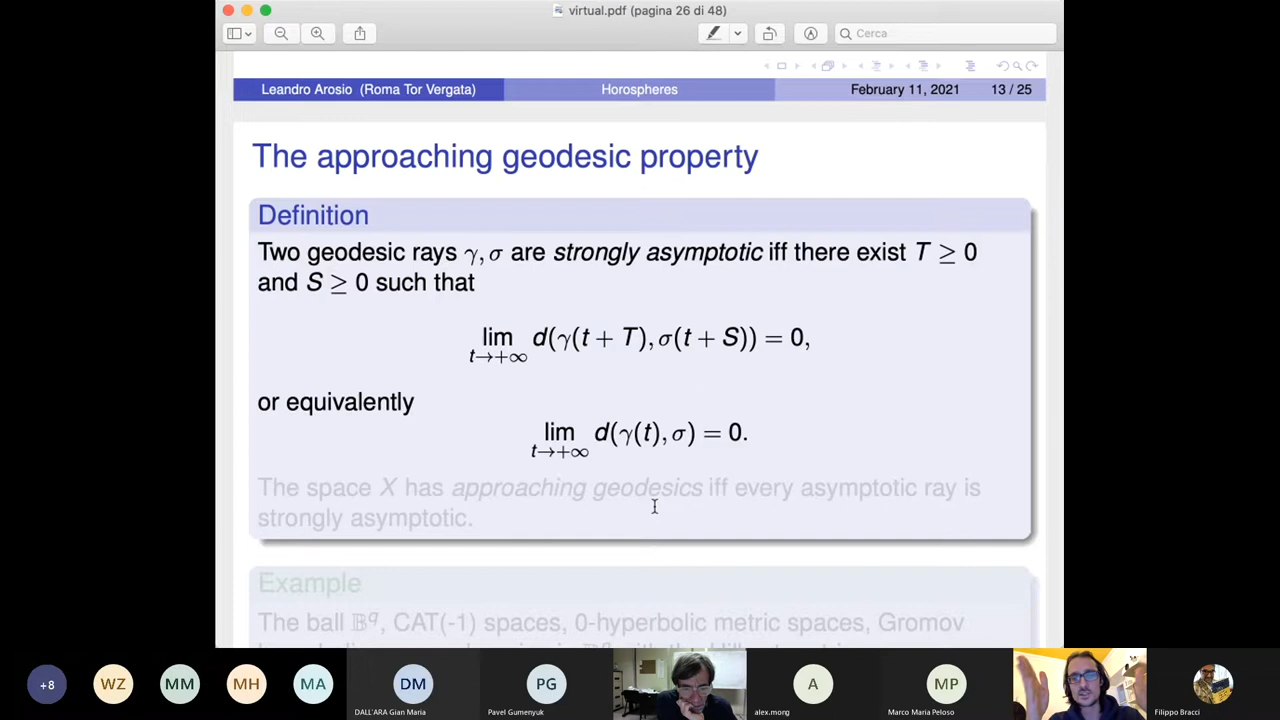 virtual.pdf (pagina 26 di 48)
Cerca
Leandro Arosio (Roma Tor Vergata) Horospheres February 11, 2021 13 / 25
The approaching geodesic property
Definition
Two geodesic rays γ, σ are strongly asymptotic iff there exist T ≥ 0
and S ≥ 0 such that
lim d(γ(t + T), σ(t + S)) = 0,
t→+∞
or equivalently
lim d(γ(t), σ) = 0.
t→+∞
The space X has approaching geodesics iff every asymptotic ray is
strongly asymptotic.
Example
The ball 𝔹q, CAT(-1) spaces, 0-hyperbolic metric spaces, Gromov
+8 WZ MM MH MA DM PG A MP
DALL'ARA Gian Maria Pavel Gumenyuk alex.mong Marco Maria Peloso Filippo Bracci